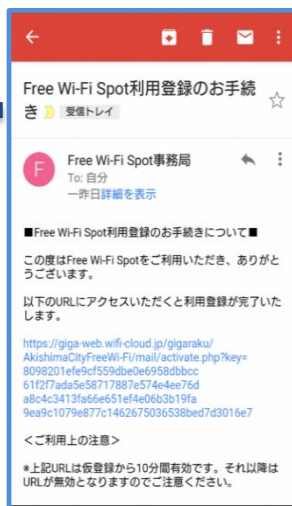 Free Wi-Fi Spot利用登録のお手続
き 受信トレイ
F
Free Wi-Fi Spot事務局
To: 自分
一昨日詳細を表示
■Free Wi-Fi Spot利用登録のお手続きについて■
この度はFree Wi-Fi Spotをご利用いただき、ありがと
うございます。
以下のURLにアクセスいただくと利用登録が完了いた
します。
https://giga-web.wifi-cloud.jp/gigaraku/
AkishimaCityFreeWi-Fi/mail/activate.php?key=
8098201efe9cf559dbe0e6958dbbcc
61f2f7ada5e58717887e574e4ee76d
a8c4c3413fa66e651ef4e06b3b19fa
9ea9c1079e877c1462675036538bed7d3016e7
＜ご利用上の注意＞
*上記URLは仮登録から10分間有効です。それ以降は
URLが無効となりますのでご注意ください。